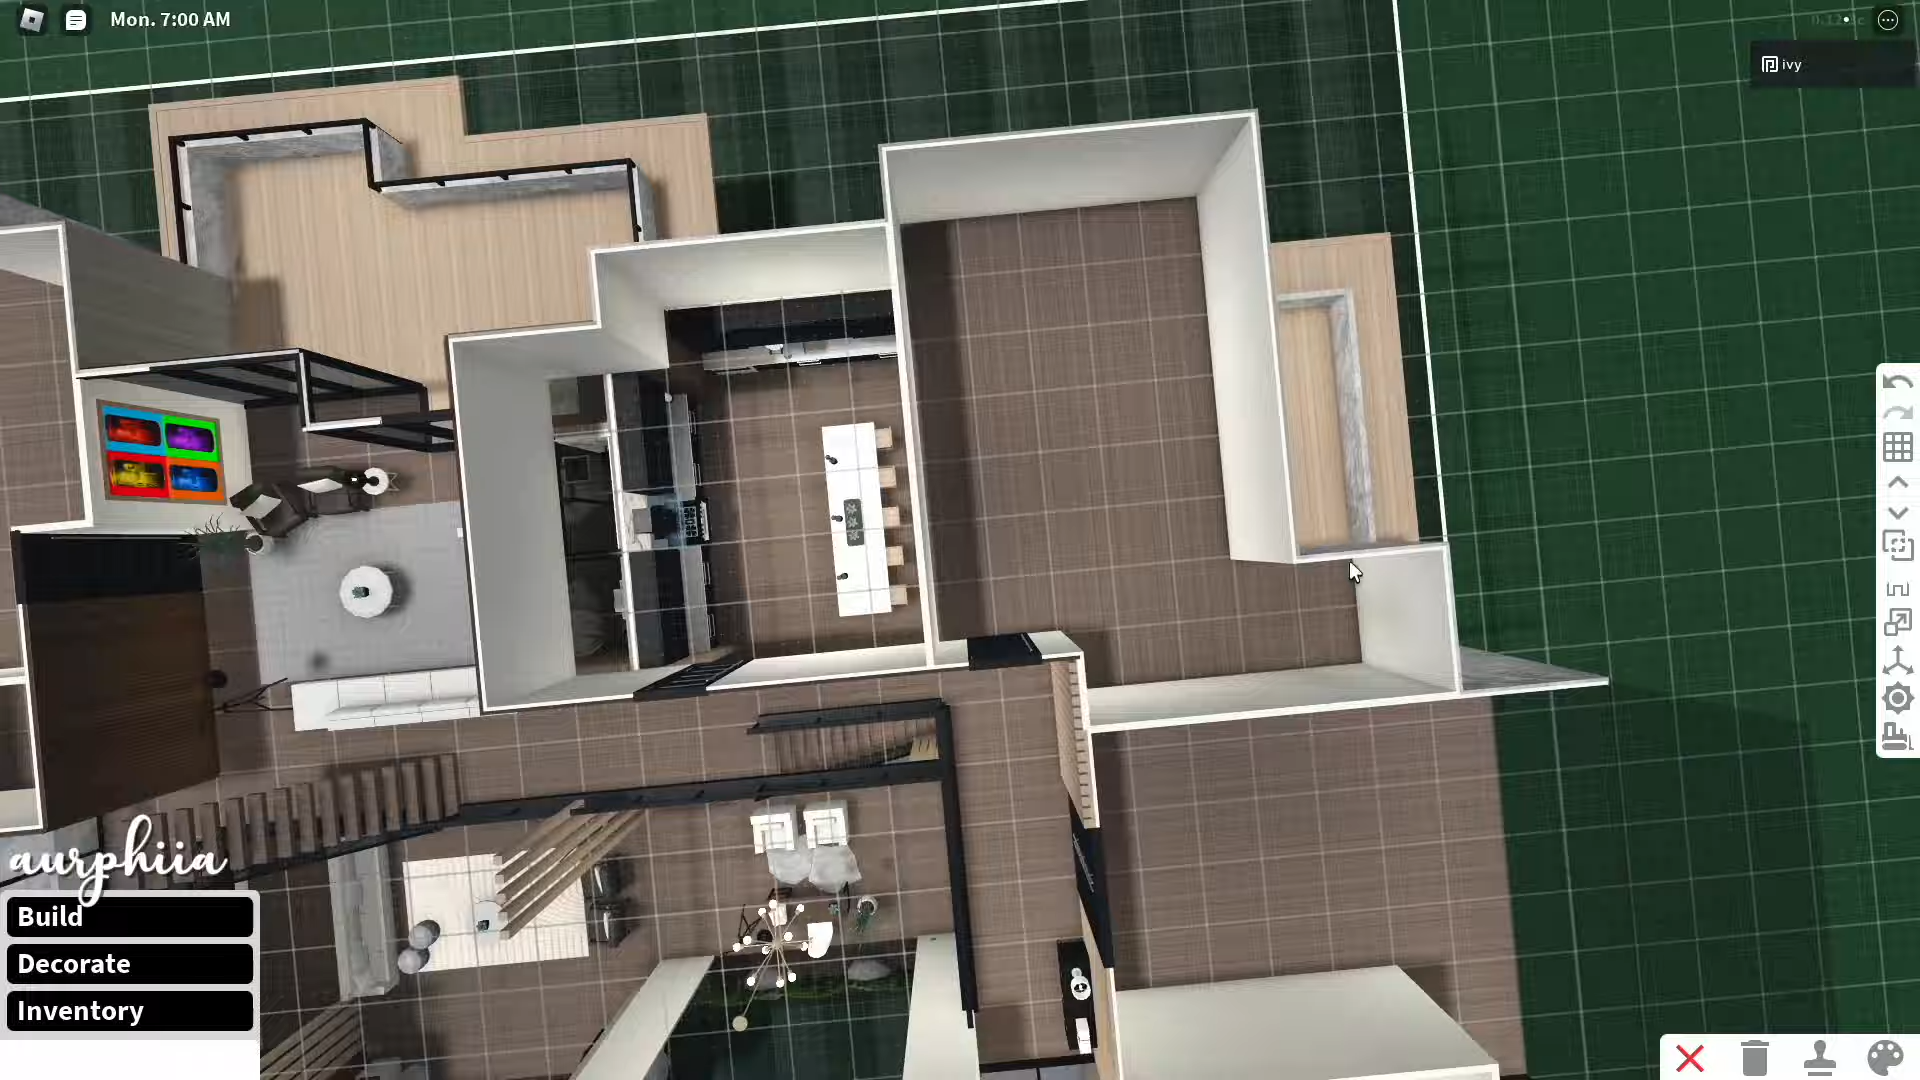 Mon. 7:00 AM
ivy
aurphiia
Build
Decorate
Inventory